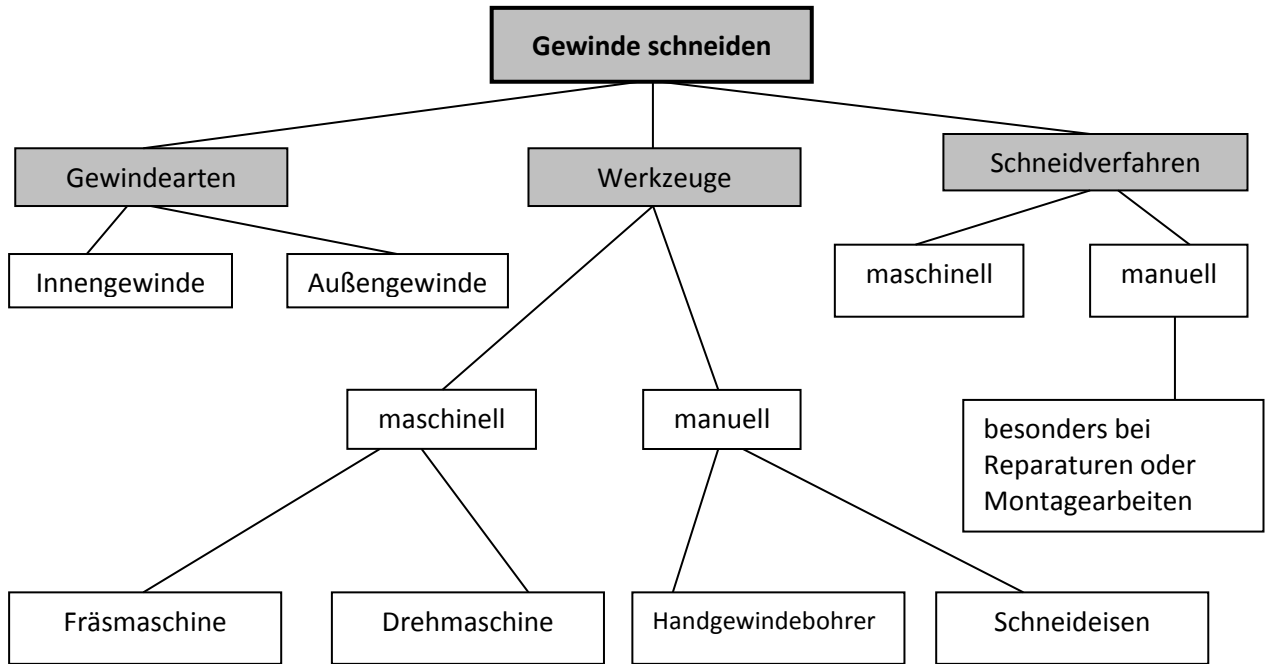 Gewinde schneiden
Gewindearten
Werkzeuge
Schneidverfahren
Innengewinde
Außengewinde
maschinell
manuell
maschinell
manuell
besonders bei
Reparaturen oder
Montagearbeiten
Fräsmaschine
Drehmaschine
Handgewindebohrer
Schneideisen